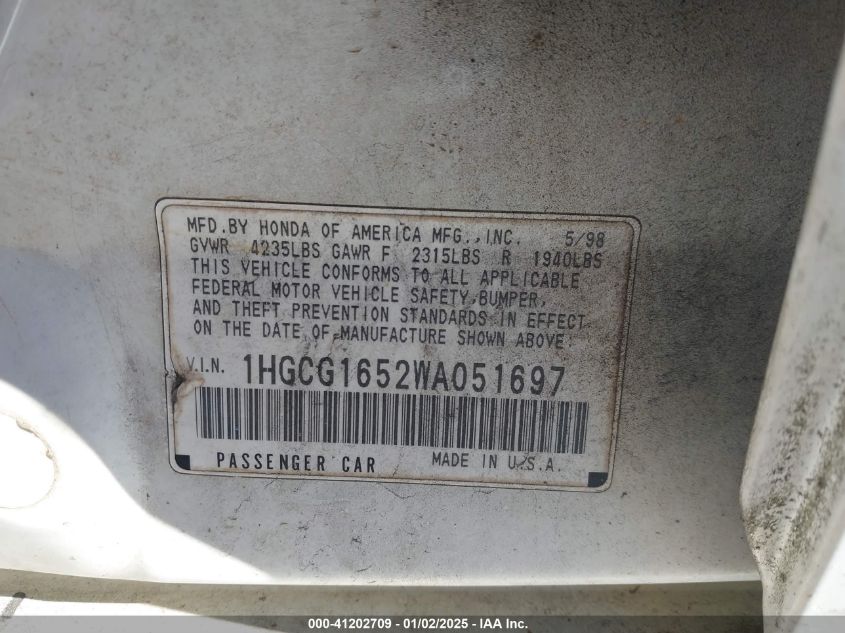 MFD.BY HONDA OF AMERICA MFG.,INC. 5/98
GVWR 4235LBS GAWR F 2315LBS R 1940LBS
THIS VEHICLE CONFORMS TO ALL APPLICABLE
FEDERAL MOTOR VEHICLE SAFETY,BUMPER,
AND THEFT PREVENTION STANDARDS IN EFFECT
ON THE DATE OF MANUFACTURE SHOWN ABOVE.
V.I.N. 1HGCG1652WA051697
PASSENGER CAR MADE IN U.S.A.
000-41202709 - 01/02/2025 - IAA Inc.